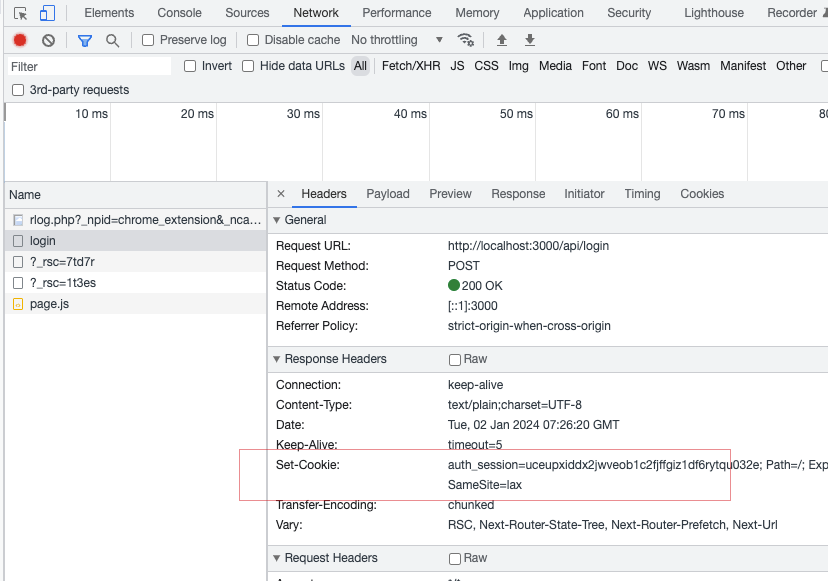 Elements Console Sources Network Performance Memory Application Security Lighthouse Recorder
Preserve log Disable cache No throttling
Filter Invert Hide data URLs All Fetch/XHR JS CSS Img Media Font Doc WS Wasm Manifest Other
3rd-party requests
10 ms 20 ms 30 ms 40 ms 50 ms 60 ms 70 ms 80
Name
rlog.php?_npid=chrome_extension&_nca...
login
?_rsc=7td7r
?_rsc=1t3es
page.js
× Headers Payload Preview Response Initiator Timing Cookies
General
Request URL: http://localhost:3000/api/login
Request Method: POST
Status Code: 200 OK
Remote Address: [::1]:3000
Referrer Policy: strict-origin-when-cross-origin
Response Headers Raw
Connection: keep-alive
Content-Type: text/plain;charset=UTF-8
Date: Tue, 02 Jan 2024 07:26:20 GMT
Keep-Alive: timeout=5
Set-Cookie: auth_session=uceupxiddx2jwveob1c2fjffgiz1df6rytqu032e; Path=/; Exp
SameSite=lax
Transfer-Encoding: chunked
Vary: RSC, Next-Router-State-Tree, Next-Router-Prefetch, Next-Url
Request Headers Raw